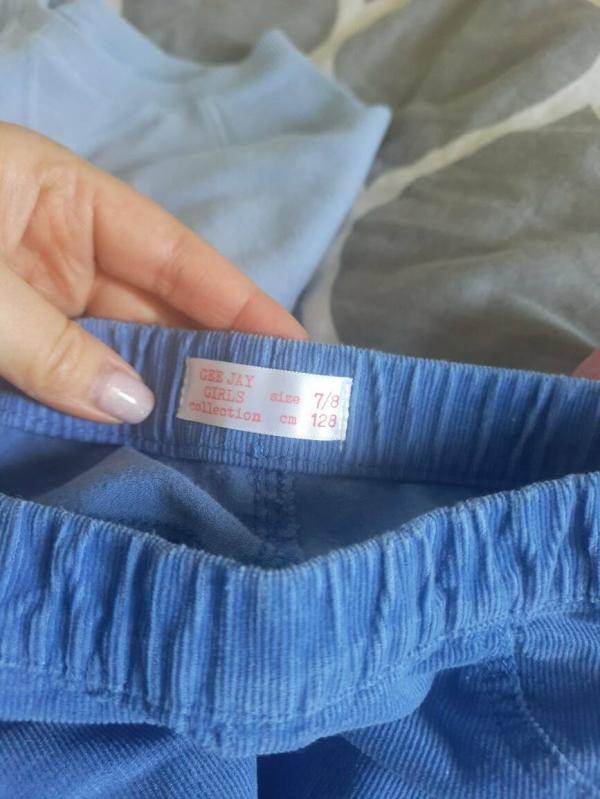 GEE JAY
GIRLS size 7/8
collection cm 128